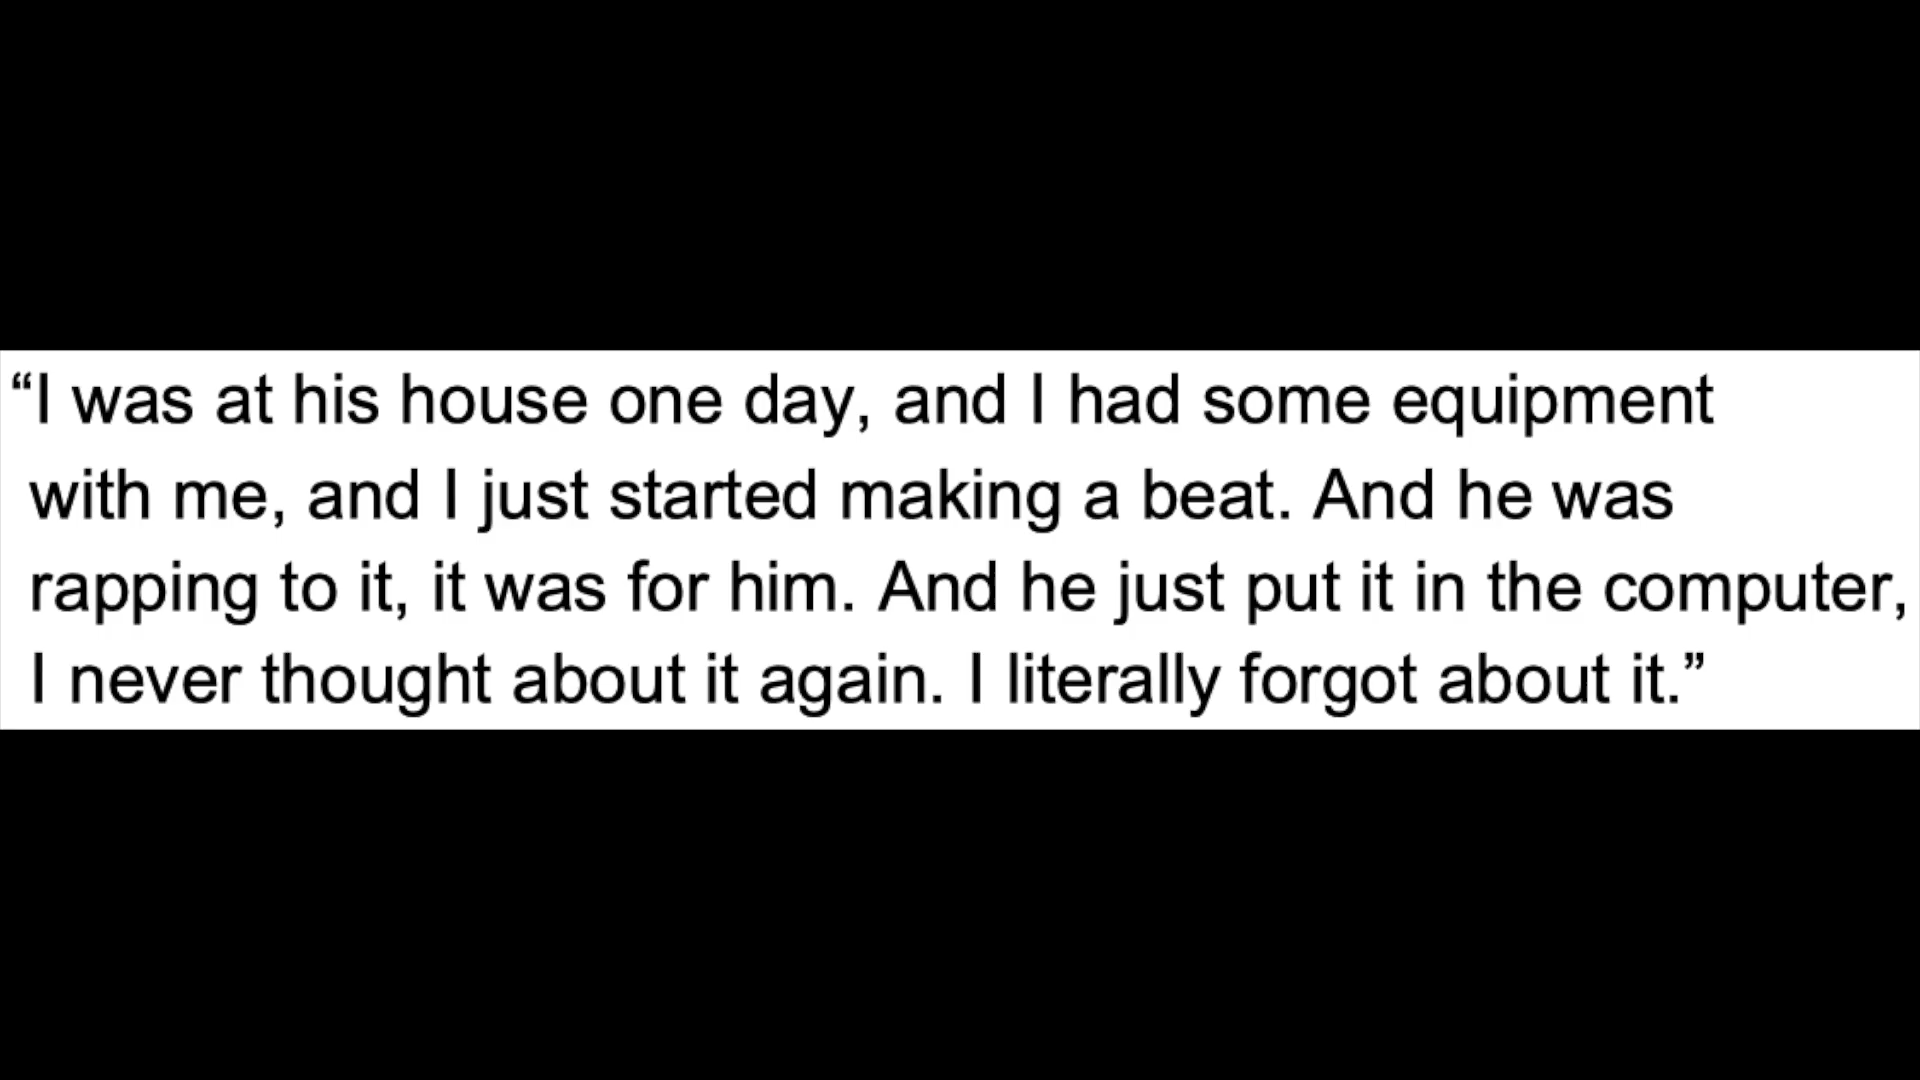 “I was at his house one day, and I had some equipment
with me, and I just started making a beat. And he was
rapping to it, it was for him. And he just put it in the computer,
I never thought about it again. I literally forgot about it.”